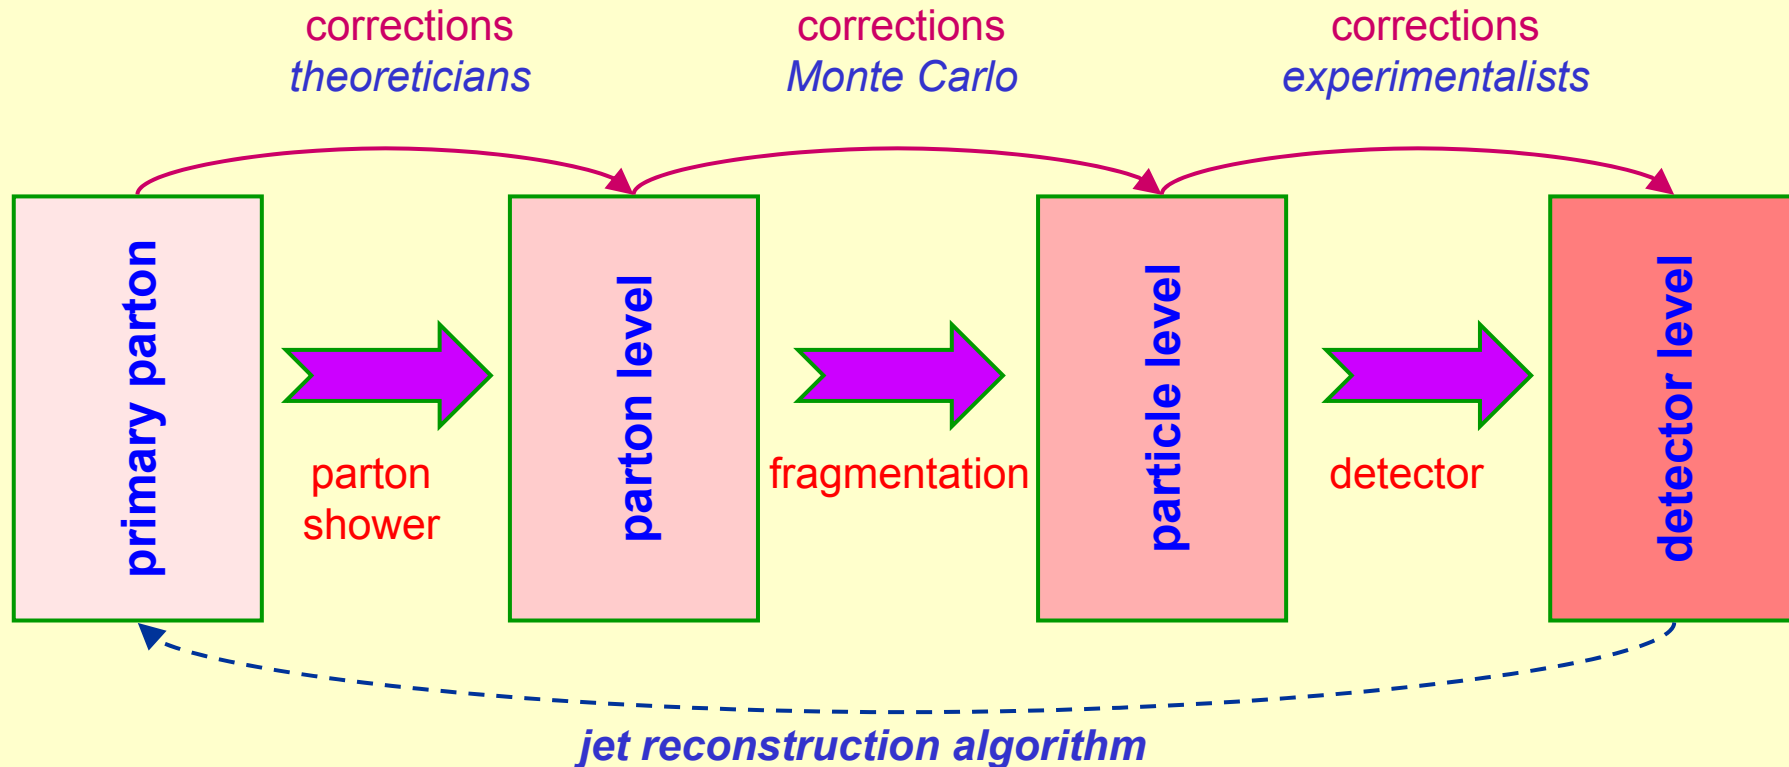 corrections
theoreticians
corrections
Monte Carlo
corrections
experimentalists
primary parton
parton
shower
parton level
fragmentation
particle level
detector
detector level
jet reconstruction algorithm